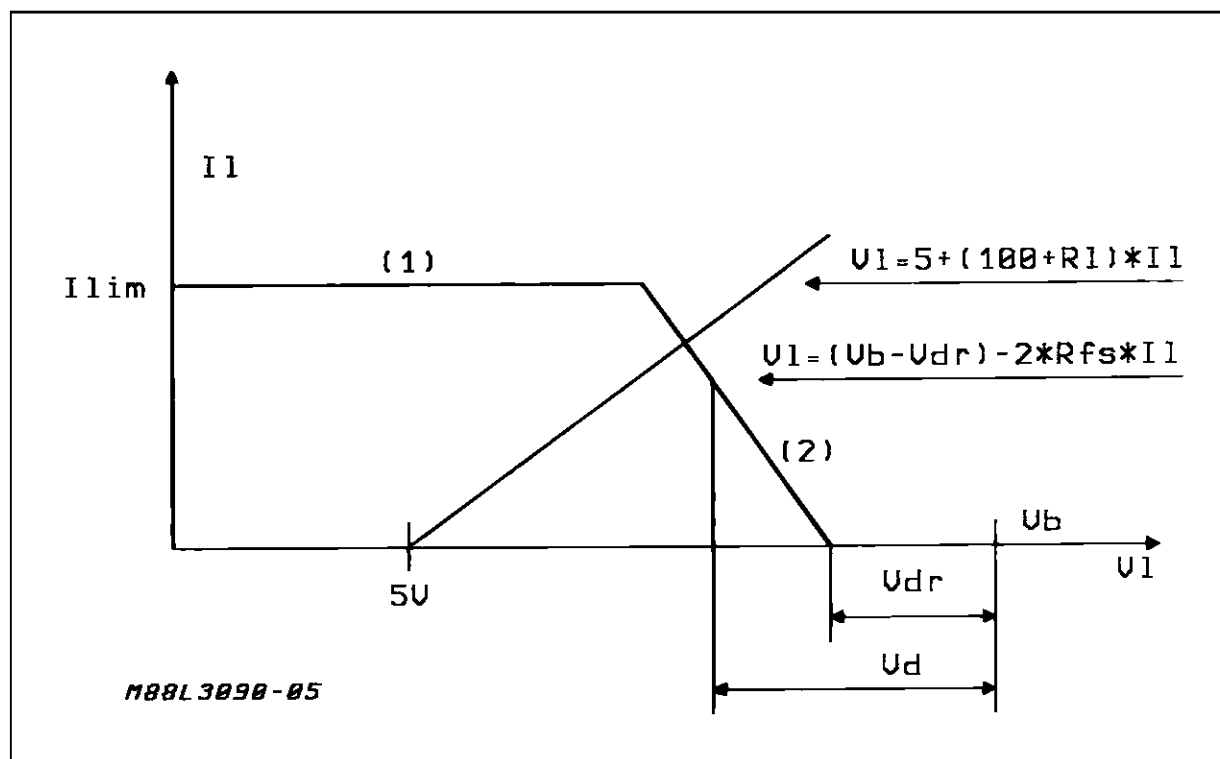 Il
(1)
Vl=5+(100+Rl)*Il
Ilim
Vl=(Vb-Vdr)-2*Rfs*Il
(2)
Vb
5V
Vl
Vdr
Vd
M88L3090-05